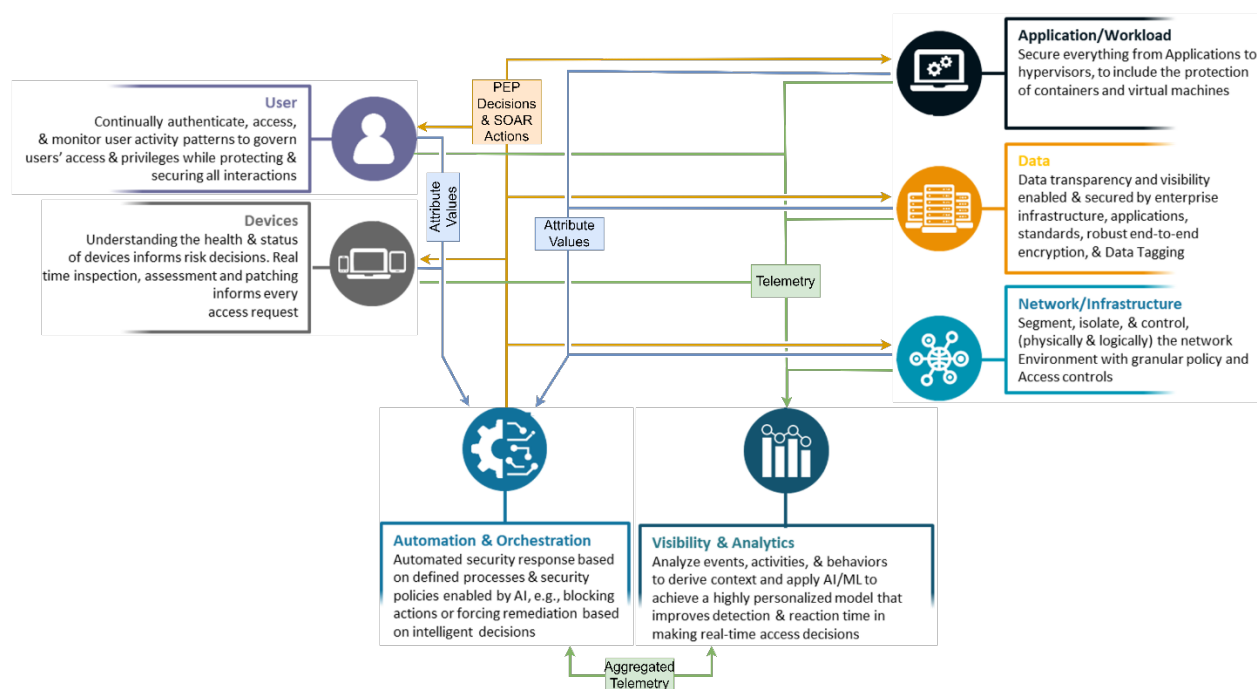 User
Continually authenticate, access,
& monitor user activity patterns to govern
users' access & privileges while protecting &
securing all interactions
Devices
Understanding the health & status
of devices informs risk decisions. Real
time inspection, assessment and patching
informs every
access request
PEP
Decisions
& SOAR
Actions
Attribute
Values
Attribute
Values
Telemetry
Application/Workload
Secure everything from Applications to
hypervisors, to include the protection
of containers and virtual machines
Data
Data transparency and visibility
enabled & secured by enterprise
infrastructure, applications,
standards, robust end-to-end
encryption, & Data Tagging
Network/Infrastructure
Segment, isolate, & control,
(physically & logically) the network
Environment with granular policy and
Access controls
Automation & Orchestration
Automated security response based
on defined processes & security
policies enabled by AI, e.g., blocking
actions or forcing remediation based
on intelligent decisions
Visibility & Analytics
Analyze events, activities, & behaviors
to derive context and apply AI/ML to
achieve a highly personalized model that
improves detection & reaction time in
making real-time access decisions
Aggregated
Telemetry